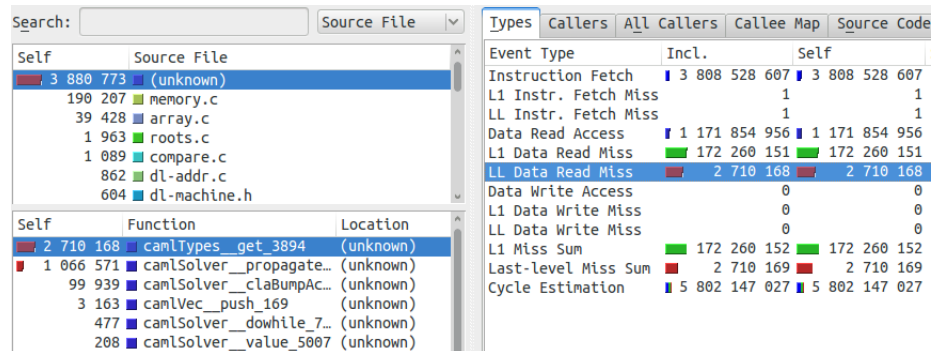 Search: Source File
Self Source File
3 880 773 (unknown)
190 207 memory.c
39 428 array.c
1 963 roots.c
1 089 compare.c
862 dl-addr.c
604 dl-machine.h
Self Function Location
2 710 168 camlTypes__get_3894 (unknown)
1 066 571 camlSolver__propagate… (unknown)
99 939 camlSolver__claBumpAc… (unknown)
3 163 camlVec__push_169 (unknown)
477 camlSolver__dowhile_7… (unknown)
208 camlSolver__value_5007 (unknown)
Types Callers All Callers Callee Map Source Code
Event Type Incl. Self
Instruction Fetch 3 808 528 607 3 808 528 607
L1 Instr. Fetch Miss 1 1
LL Instr. Fetch Miss 1 1
Data Read Access 1 171 854 956 1 171 854 956
L1 Data Read Miss 172 260 151 172 260 151
LL Data Read Miss 2 710 168 2 710 168
Data Write Access 0 0
L1 Data Write Miss 0 0
LL Data Write Miss 0 0
L1 Miss Sum 172 260 152 172 260 152
Last-level Miss Sum 2 710 169 2 710 169
Cycle Estimation 5 802 147 027 5 802 147 027